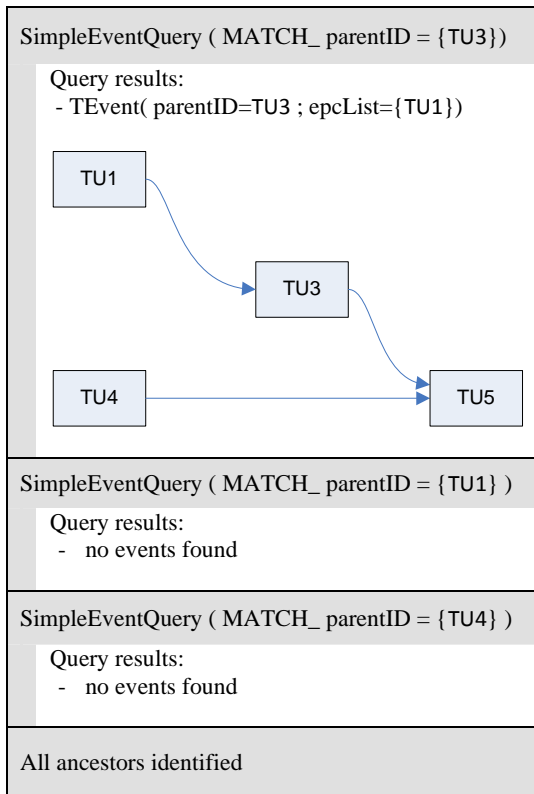 SimpleEventQuery ( MATCH_ parentID = {TU3})
Query results:
- TEvent( parentID=TU3 ; epcList={TU1})
TU1
TU3
TU4
TU5
SimpleEventQuery ( MATCH_ parentID = {TU1} )
Query results:
- no events found
SimpleEventQuery ( MATCH_ parentID = {TU4} )
Query results:
- no events found
All ancestors identified